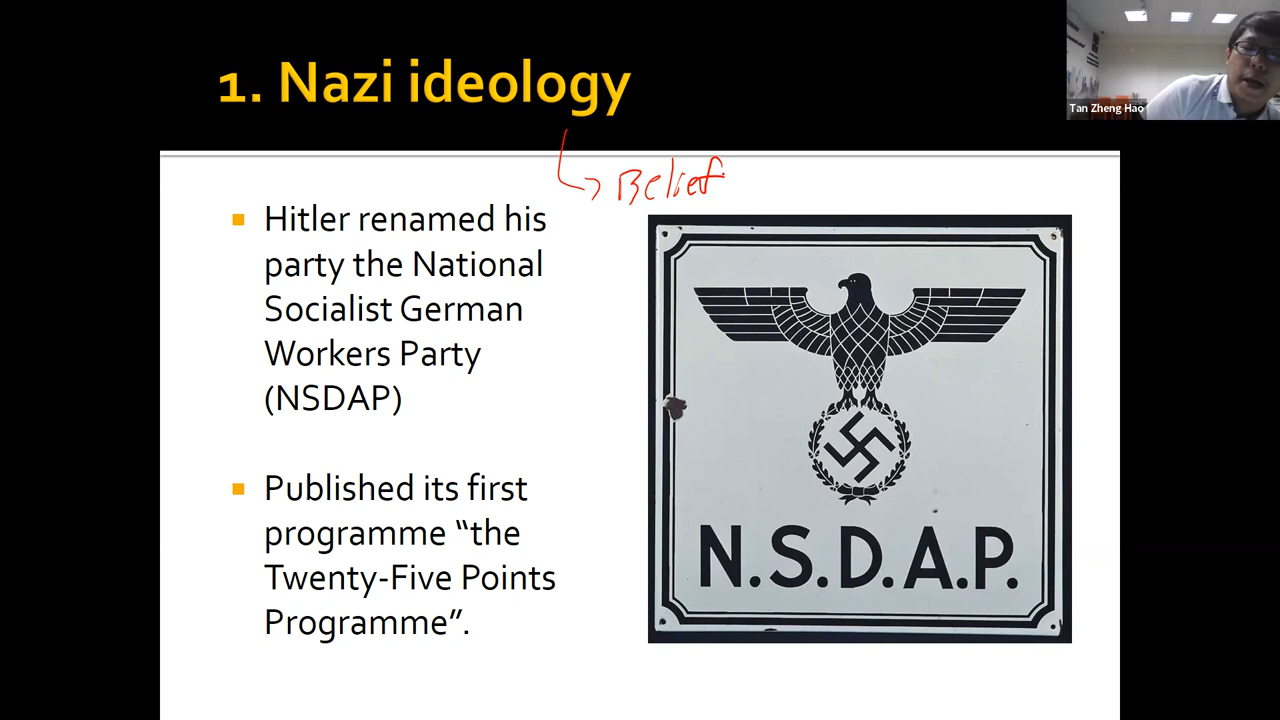 1. Nazi ideology
Tan Zheng Hao
Belief
Hitler renamed his
party the National
Socialist German
Workers Party
(NSDAP)
Published its first
programme “the
Twenty-Five Points
Programme”.
N.S.D.A.P.